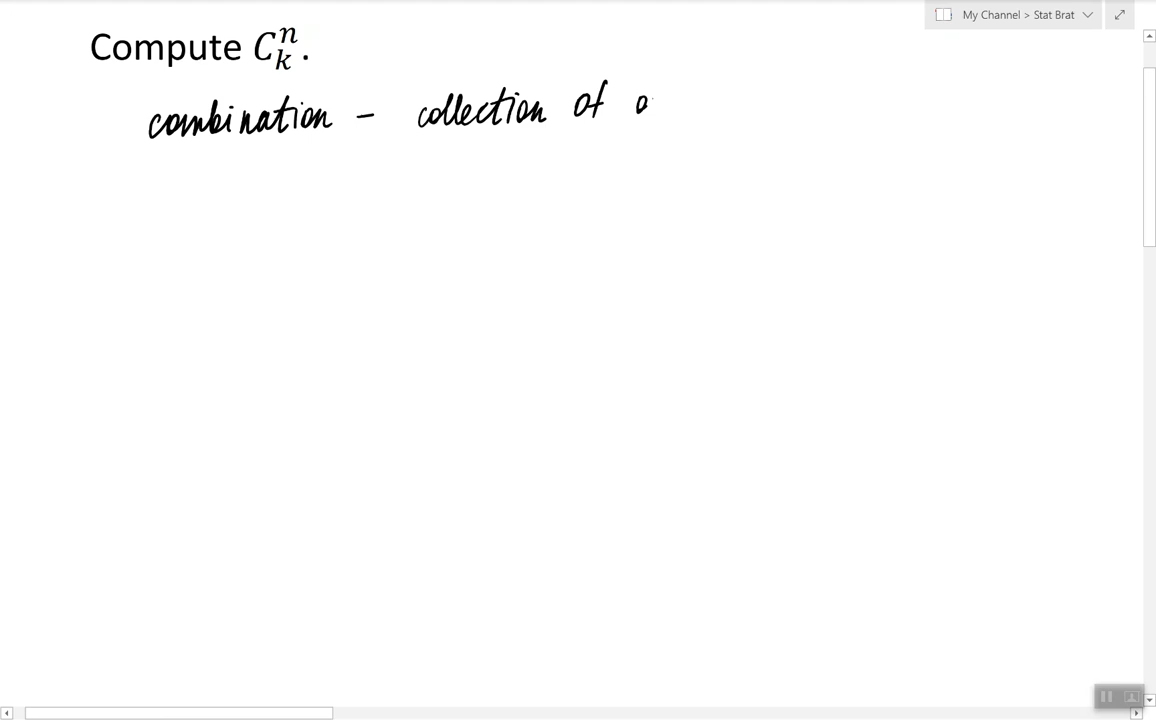 My Channel > Stat Brat
Compute $C_k^n$.
combination – collection of o